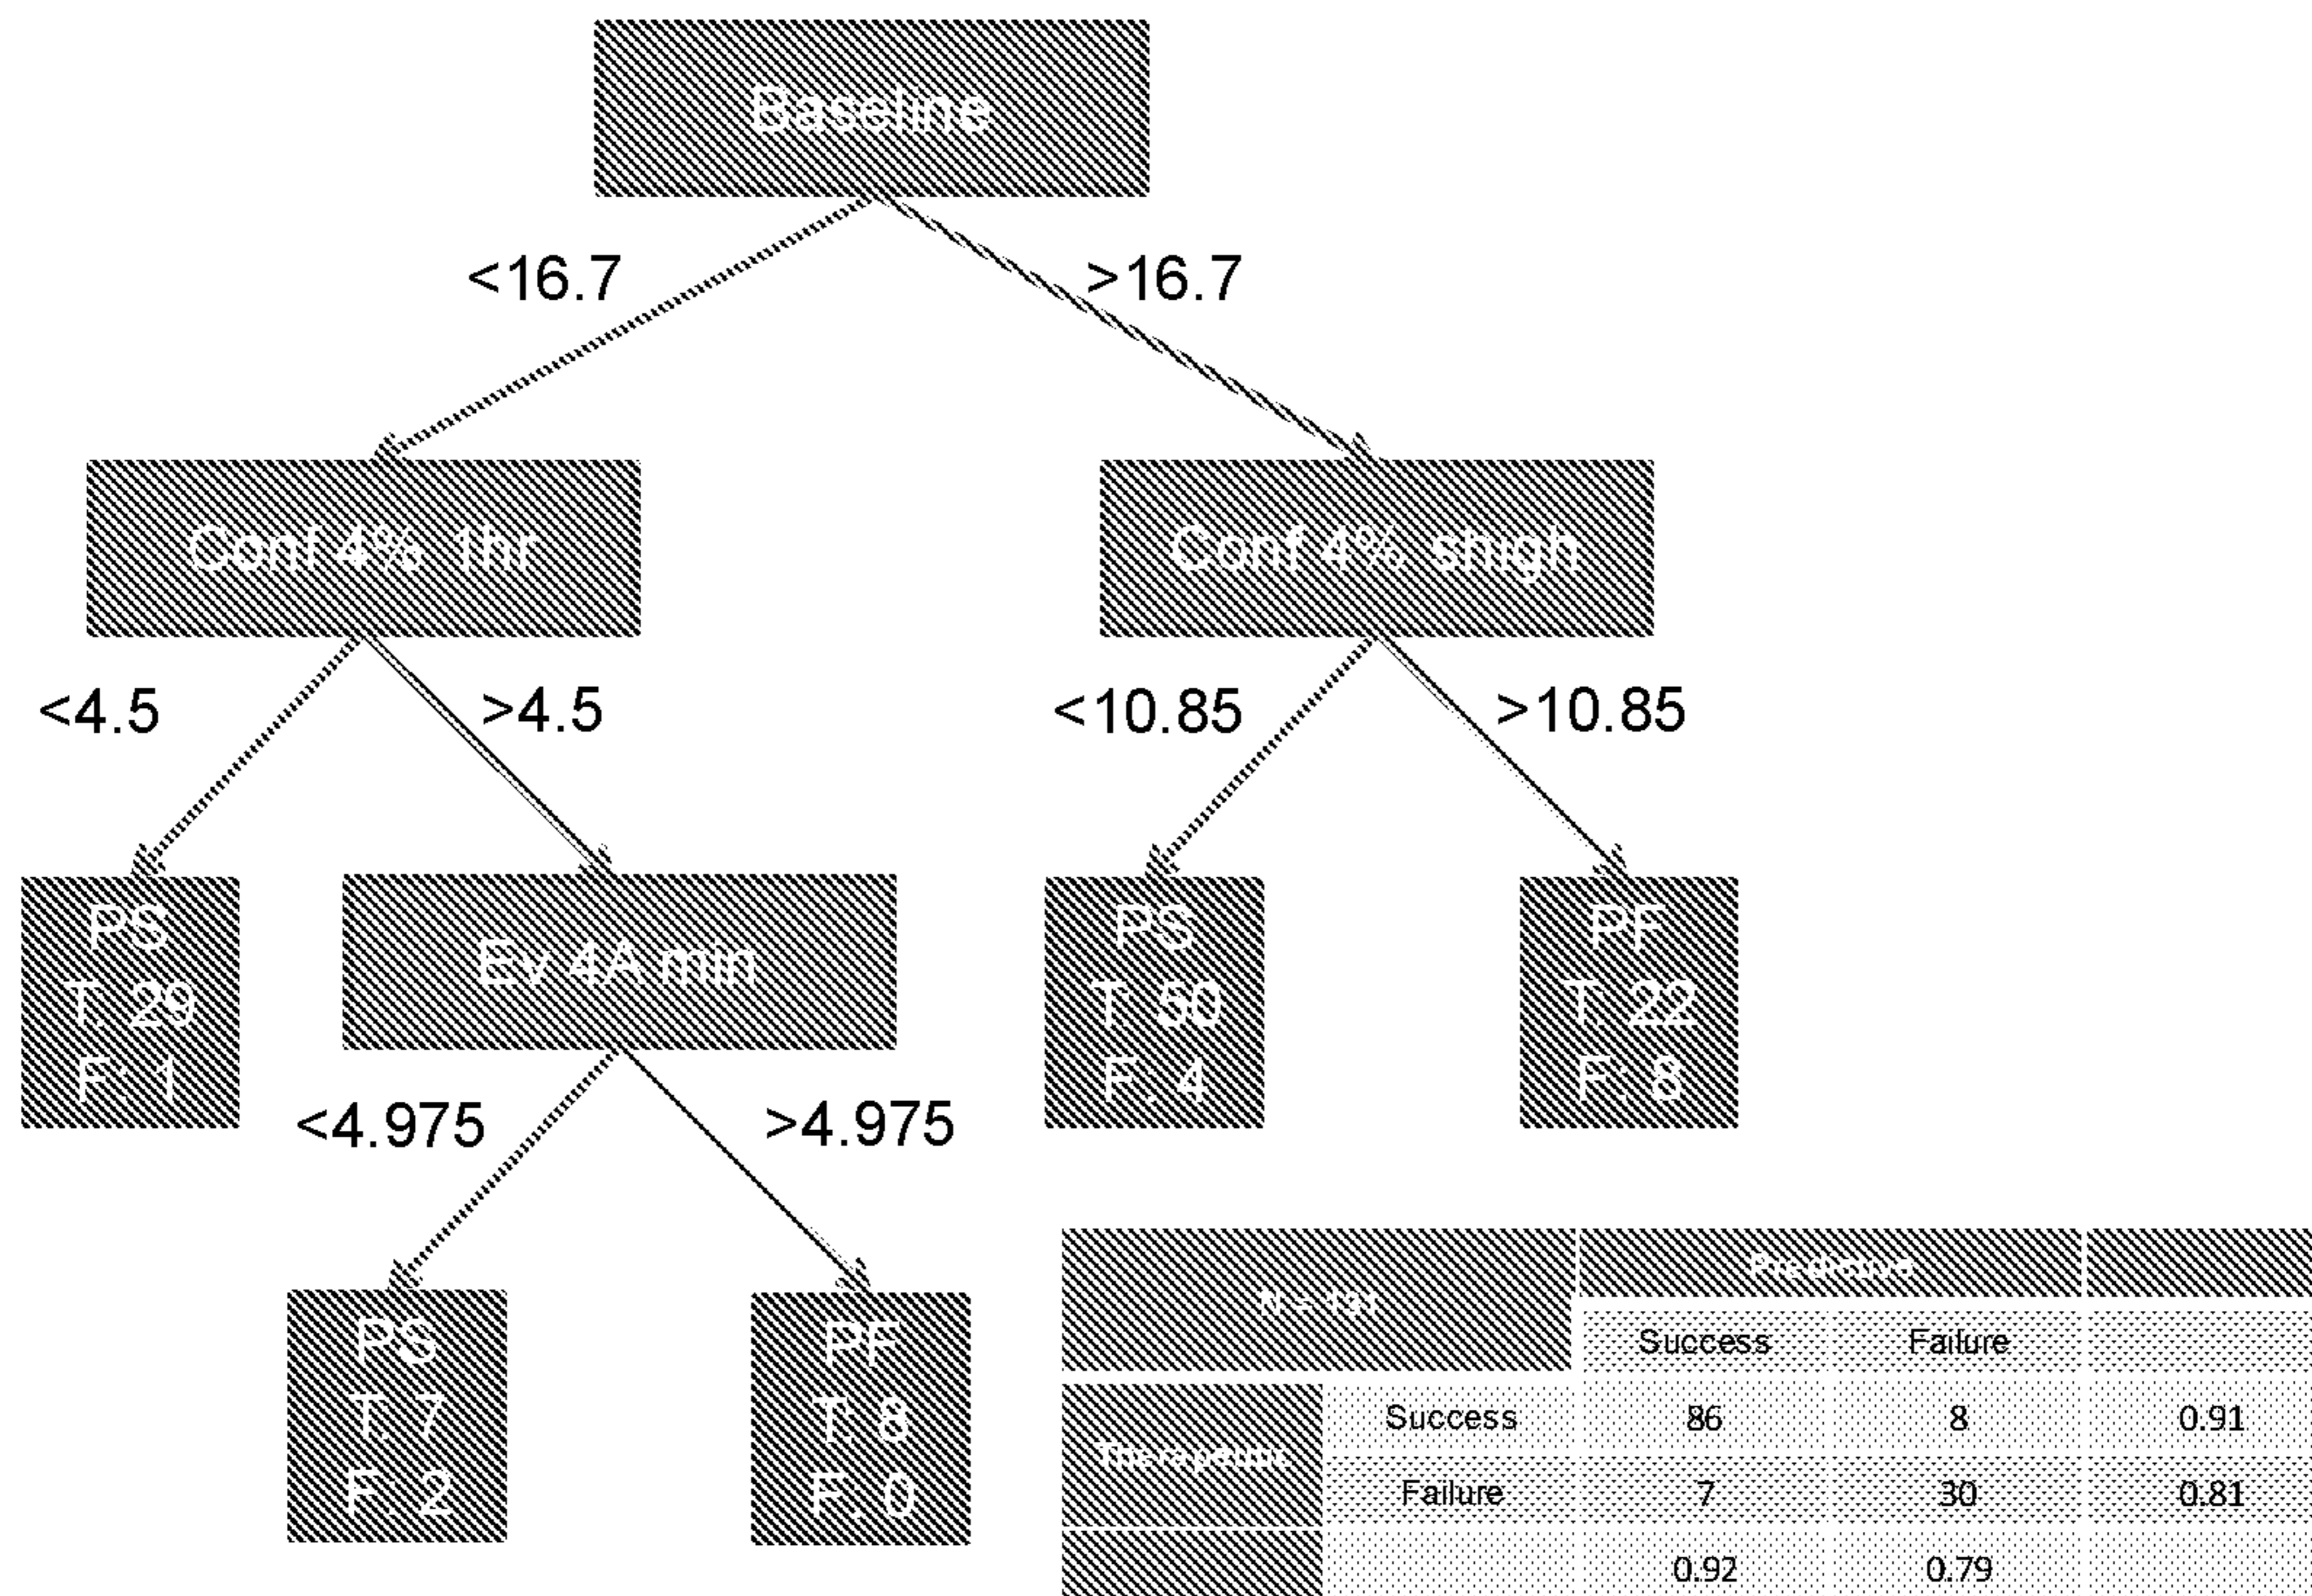 Baseline
<16.7
>16.7
Conf 4% 1hr
Conf 4% shigh
<4.5
>4.5
<10.85
>10.85
PS
T: 29
F: 1
Ev 4A min
PS
T: 50
F: 4
PF
T: 22
F: 8
<4.975
>4.975
PS
T: 7
F: 2
PF
T: 8
F: 0
N = 131
Predictive
Success
Failure
Therapeutic
Success
86
8
0.91
Failure
7
30
0.81
0.92
0.79